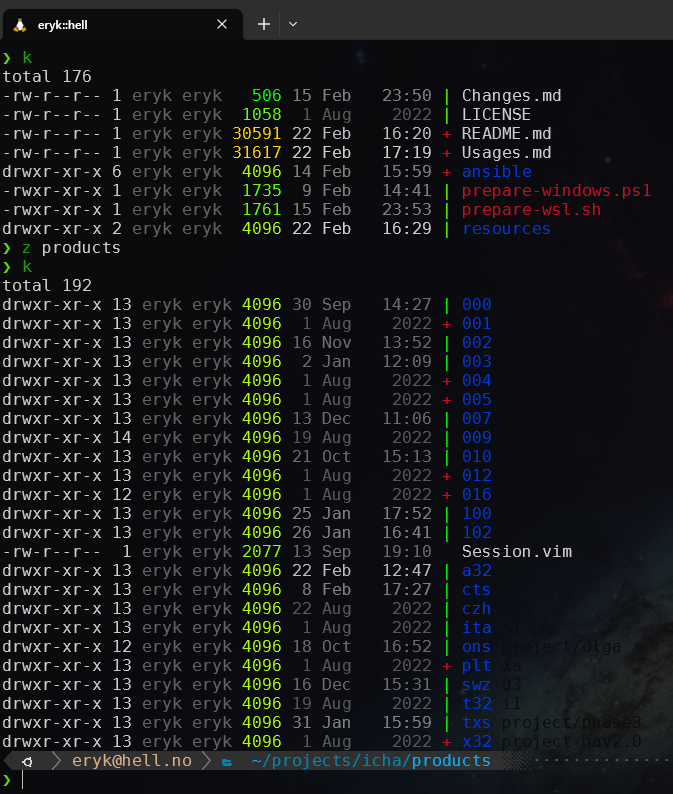 eryk::hell
❯ k
total 176
-rw-r--r-- 1 eryk eryk 506 15 Feb 23:50 | Changes.md
-rw-r--r-- 1 eryk eryk 1058 1 Aug 2022 | LICENSE
-rw-r--r-- 1 eryk eryk 30591 22 Feb 16:20 + README.md
-rw-r--r-- 1 eryk eryk 31617 22 Feb 17:19 + Usages.md
drwxr-xr-x 6 eryk eryk 4096 14 Feb 15:59 + ansible
-rwxr-xr-x 1 eryk eryk 1735 9 Feb 14:41 | prepare-windows.ps1
-rwxr-xr-x 1 eryk eryk 1761 15 Feb 23:53 | prepare-wsl.sh
drwxr-xr-x 2 eryk eryk 4096 22 Feb 16:29 | resources
❯ z products
❯ k
total 192
drwxr-xr-x 13 eryk eryk 4096 30 Sep 14:27 | 000
drwxr-xr-x 13 eryk eryk 4096 1 Aug 2022 + 001
drwxr-xr-x 13 eryk eryk 4096 16 Nov 13:52 | 002
drwxr-xr-x 13 eryk eryk 4096 2 Jan 12:09 | 003
drwxr-xr-x 13 eryk eryk 4096 1 Aug 2022 + 004
drwxr-xr-x 13 eryk eryk 4096 1 Aug 2022 + 005
drwxr-xr-x 13 eryk eryk 4096 13 Dec 11:06 | 007
drwxr-xr-x 14 eryk eryk 4096 19 Aug 2022 | 009
drwxr-xr-x 13 eryk eryk 4096 21 Oct 15:13 | 010
drwxr-xr-x 13 eryk eryk 4096 1 Aug 2022 + 012
drwxr-xr-x 12 eryk eryk 4096 1 Aug 2022 + 016
drwxr-xr-x 13 eryk eryk 4096 25 Jan 17:52 | 100
drwxr-xr-x 13 eryk eryk 4096 26 Jan 16:41 | 102
-rw-r--r-- 1 eryk eryk 2077 13 Sep 19:10 Session.vim
drwxr-xr-x 13 eryk eryk 4096 22 Feb 12:47 | a32
drwxr-xr-x 13 eryk eryk 4096 8 Feb 17:27 | cts
drwxr-xr-x 13 eryk eryk 4096 22 Aug 2022 | czh
drwxr-xr-x 13 eryk eryk 4096 1 Aug 2022 | ita
drwxr-xr-x 12 eryk eryk 4096 18 Oct 16:52 | ons project/olga
drwxr-xr-x 13 eryk eryk 4096 1 Aug 2022 + plt xa
drwxr-xr-x 13 eryk eryk 4096 16 Dec 15:31 | swz d3
drwxr-xr-x 13 eryk eryk 4096 19 Aug 2022 | t32 i1
drwxr-xr-x 13 eryk eryk 4096 31 Jan 15:59 | txs project/phase3
drwxr-xr-x 13 eryk eryk 4096 1 Aug 2022 + x32 project-nav2.0
eryk@hell.no ~/projects/icha/products
❯